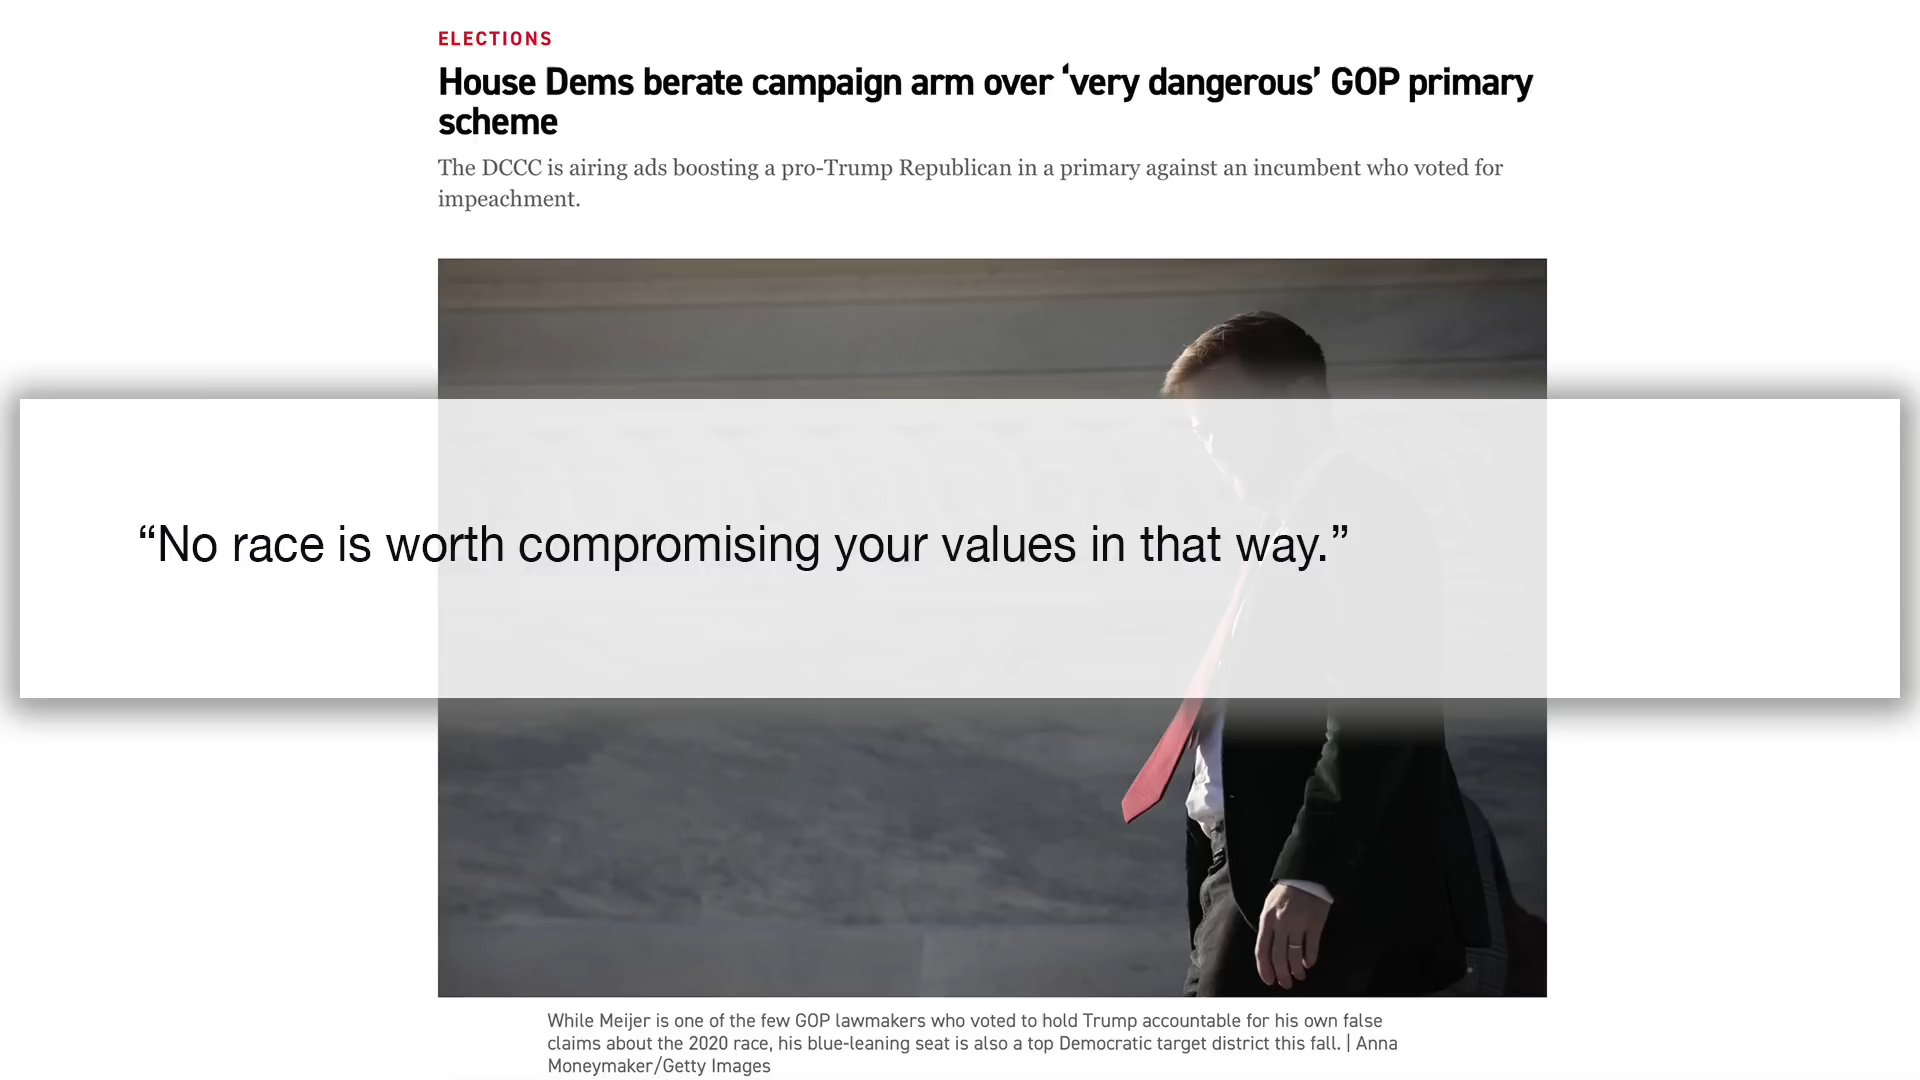 ELECTIONS
House Dems berate campaign arm over ‘very dangerous’ GOP primary
scheme
The DCCC is airing ads boosting a pro-Trump Republican in a primary against an incumbent who voted for
impeachment.
“No race is worth compromising your values in that way.”
While Meijer is one of the few GOP lawmakers who voted to hold Trump accountable for his own false
claims about the 2020 race, his blue-leaning seat is also a top Democratic target district this fall. | Anna
Moneymaker/Getty Images